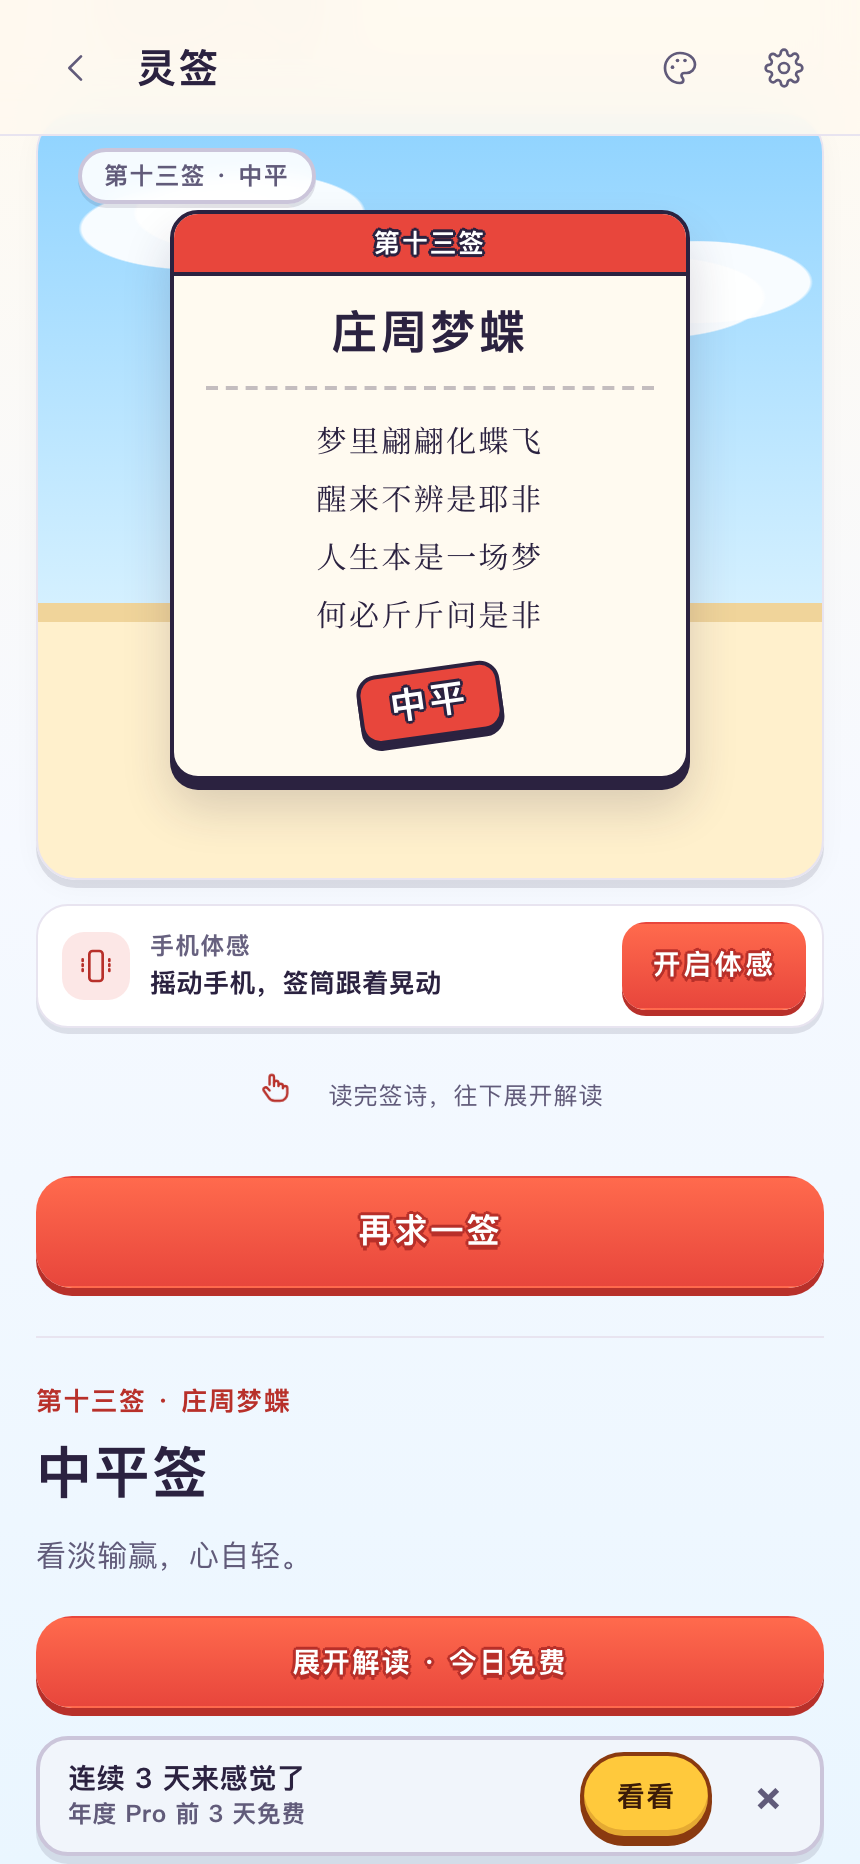 灵签
第十三签 · 中平
第十三签
庄周梦蝶
梦里翩翩化蝶飞
醒来不辨是耶非
人生本是一场梦
何必斤斤问是非
中平
手机体感
摇动手机，签筒跟着晃动
开启体感
读完签诗，往下展开解读
再求一签
第十三签 · 庄周梦蝶
中平签
看淡输赢，心自轻。
展开解读 · 今日免费
连续 3 天来感觉了
年度 Pro 前 3 天免费
看看